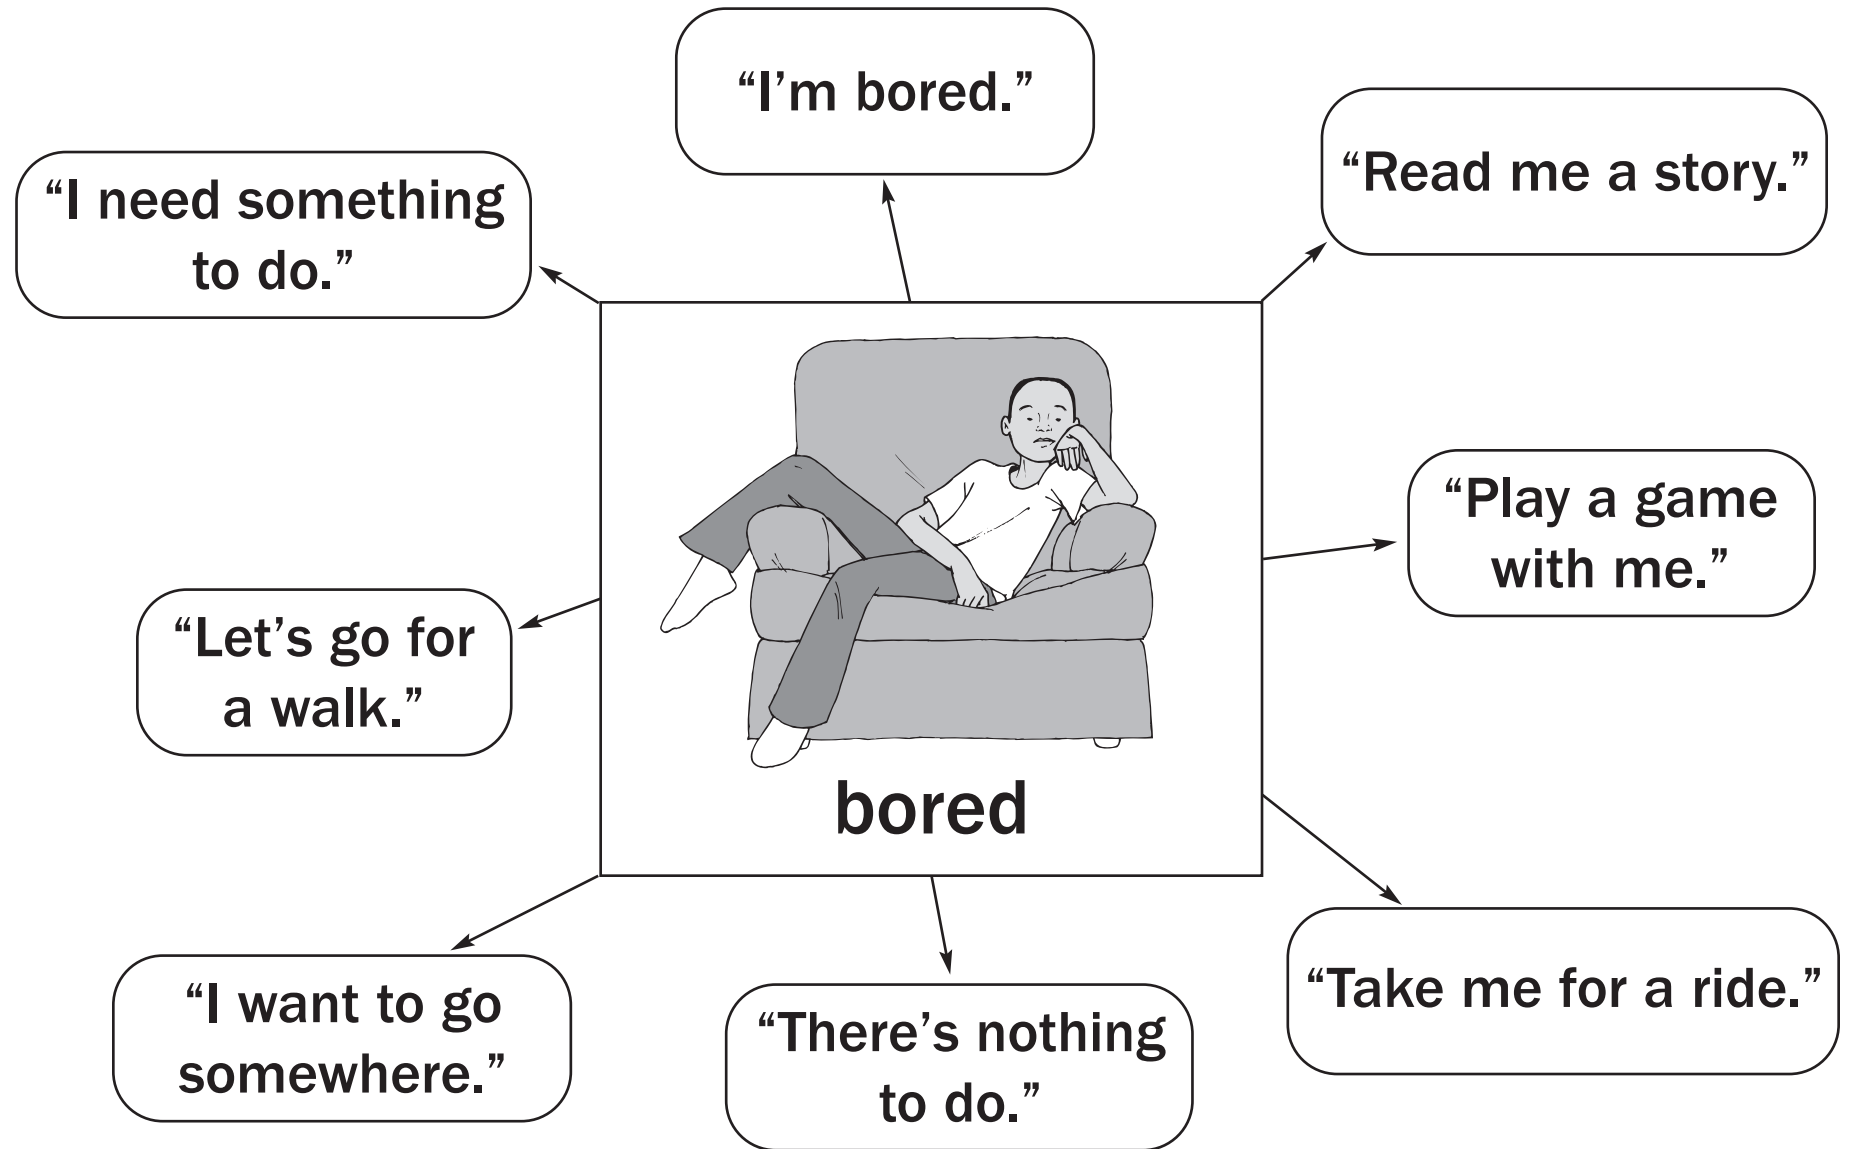 “I’m bored.”
“Read me a story.”
“I need something
to do.”
“Play a game
with me.”
“Let’s go for
a walk.”
bored
“Take me for a ride.”
“I want to go
somewhere.”
“There’s nothing
to do.”